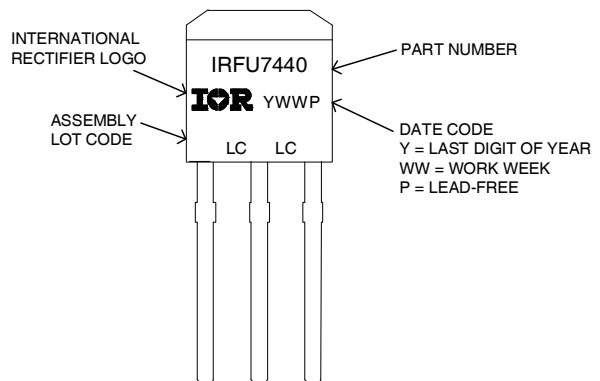 INTERNATIONAL
RECTIFIER LOGO
ASSEMBLY
LOT CODE
IRFU7440
IOR YWWP
LC LC
PART NUMBER
DATE CODE
Y = LAST DIGIT OF YEAR
WW = WORK WEEK
P = LEAD-FREE